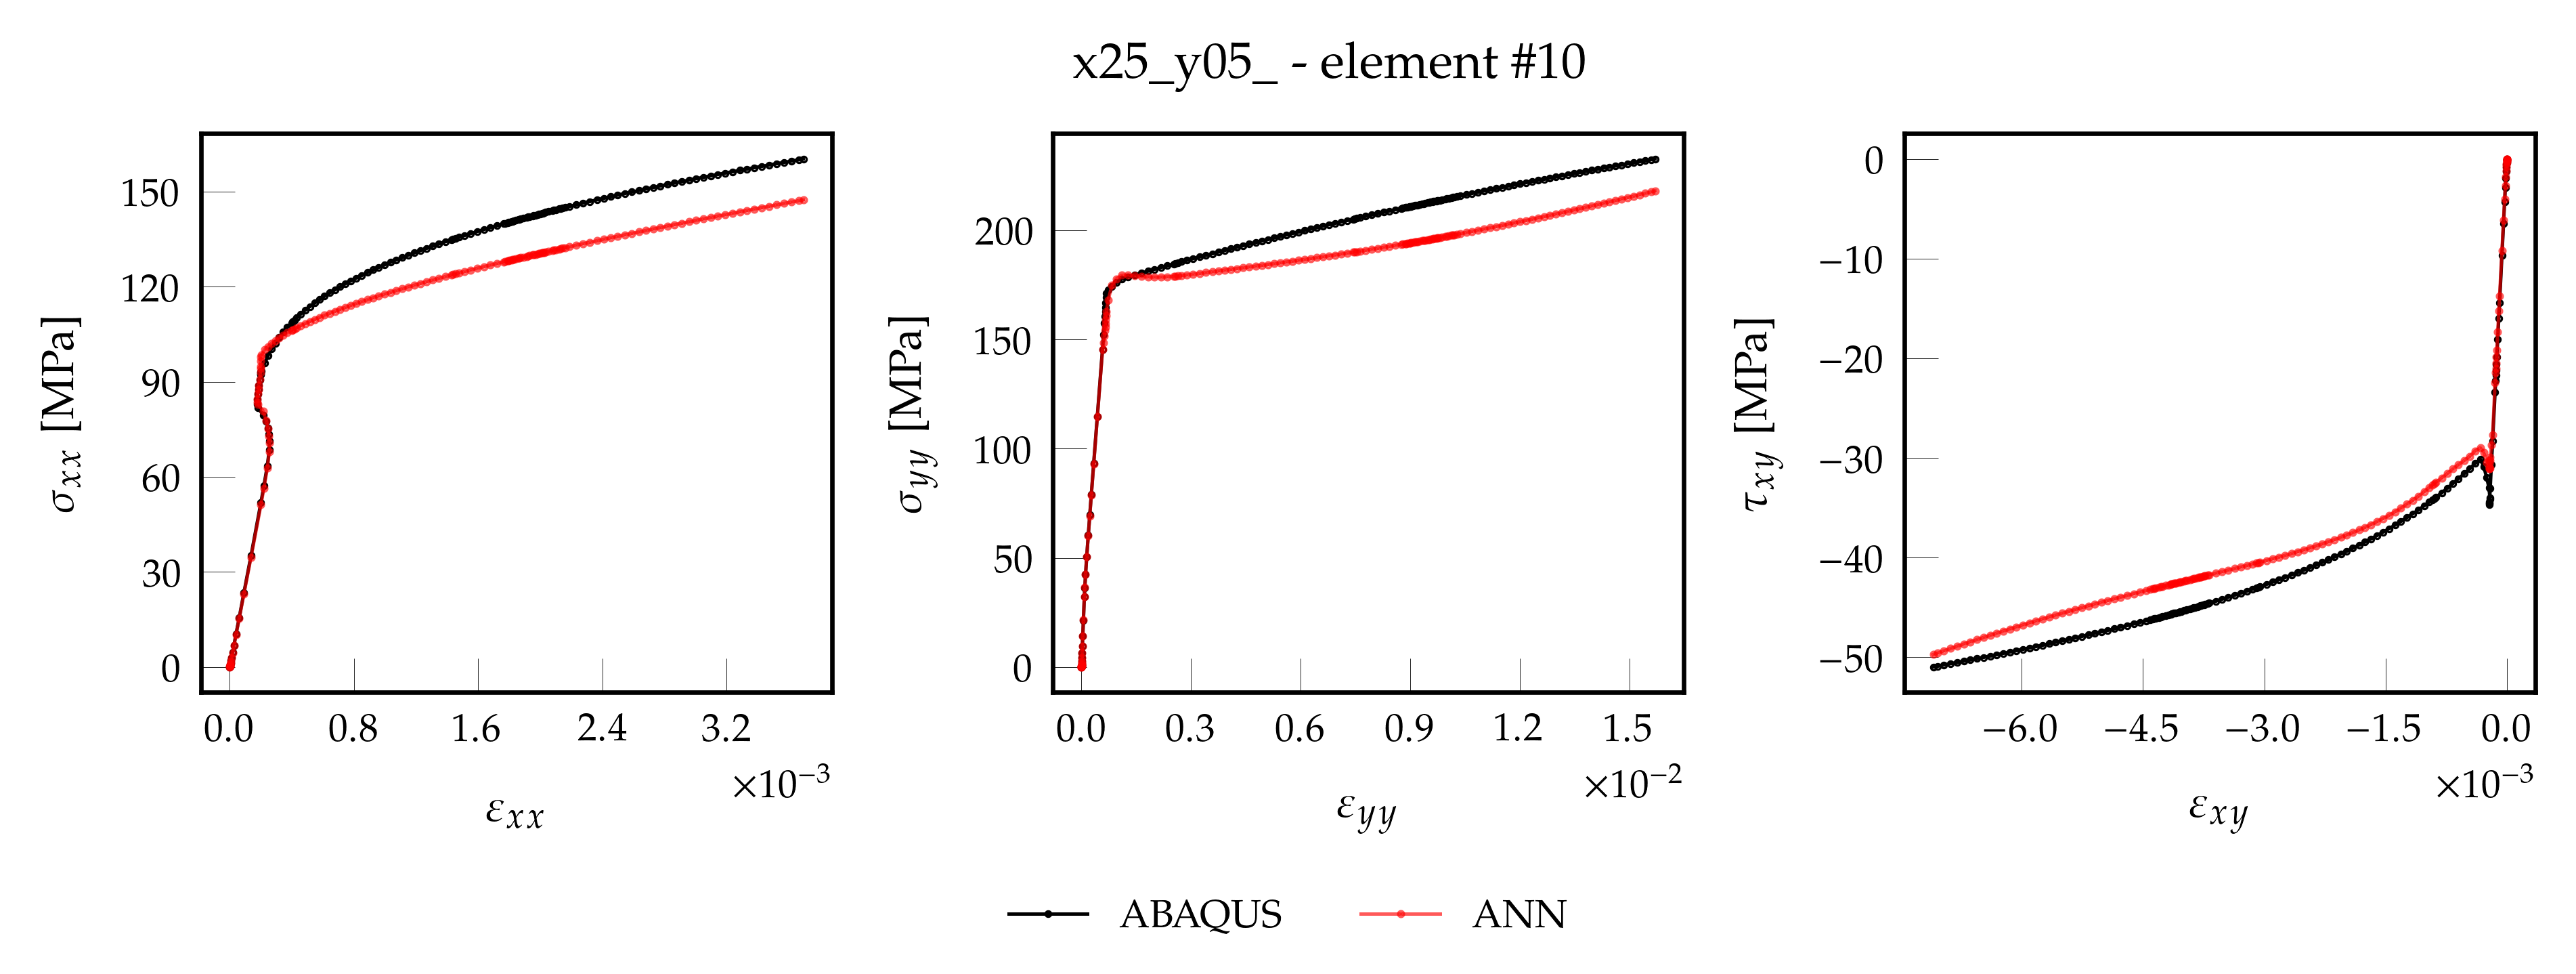 x25_y05_ - element #10
σxx [MPa]
150
120
90
60
30
0
0.0 0.8 1.6 2.4 3.2
×10⁻³
εxx
σyy [MPa]
200
150
100
50
0
0.0 0.3 0.6 0.9 1.2 1.5
×10⁻²
εyy
τxy [MPa]
0
−10
−20
−30
−40
−50
−6.0 −4.5 −3.0 −1.5 0.0
×10⁻³
εxy
ABAQUS ANN